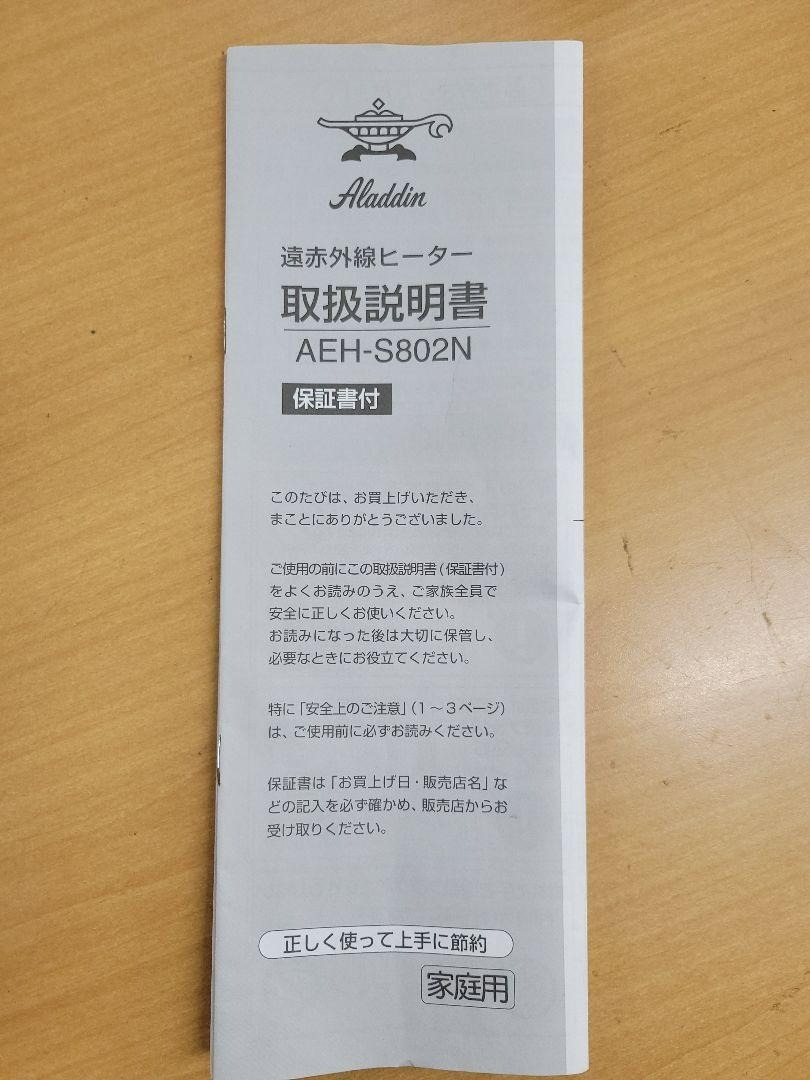 Aladdin
遠赤外線ヒーター
取扱説明書
AEH-S802N
保証書付
このたびは、お買上げいただき、
まことにありがとうございました。
ご使用の前にこの取扱説明書(保証書付)
をよくお読みのうえ、ご家族全員で
安全に正しくお使いください。
お読みになった後は大切に保管し、
必要なときにお役立てください。
特に「安全上のご注意」(1～3ページ)
は、ご使用前に必ずお読みください。
保証書は「お買上げ日・販売店名」な
どの記入を必ず確かめ、販売店からお
受け取りください。
正しく使って上手に節約
家庭用